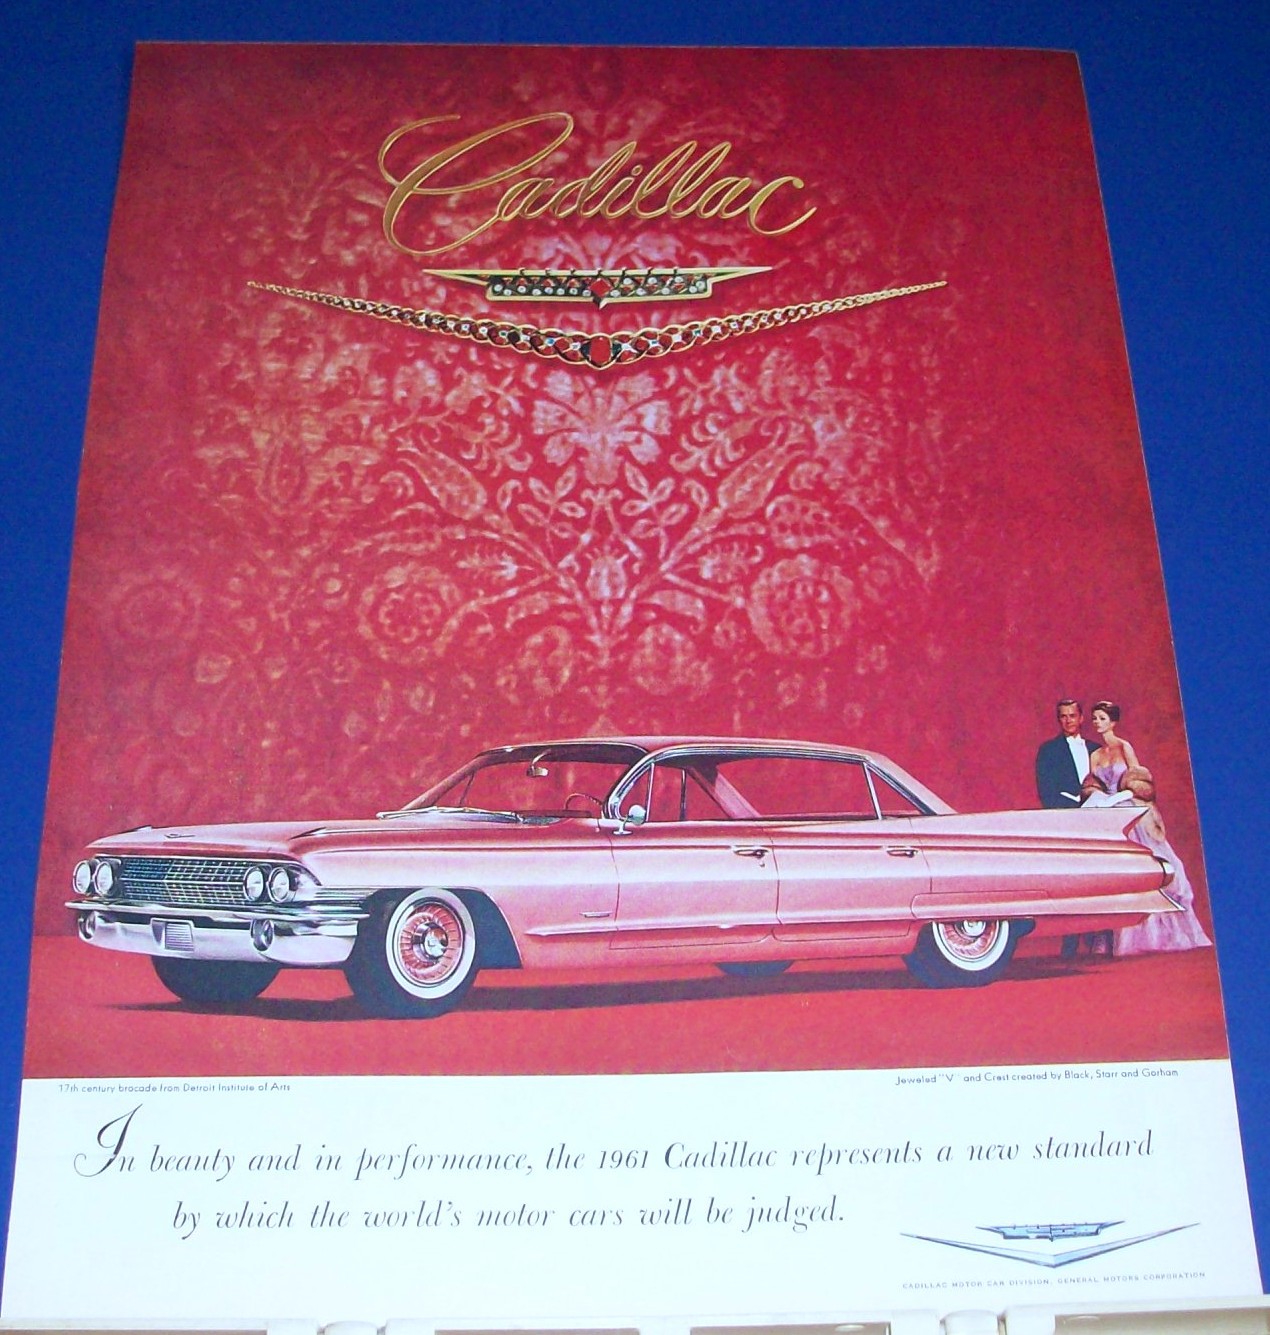 Cadillac
17th century brocade from Detroit Institute of Arts
Jeweled "V" and Crest created by Black, Starr and Gorham
In beauty and in performance, the 1961 Cadillac represents a new standard
by which the world's motor cars will be judged.
CADILLAC MOTOR CAR DIVISION, GENERAL MOTORS CORPORATION